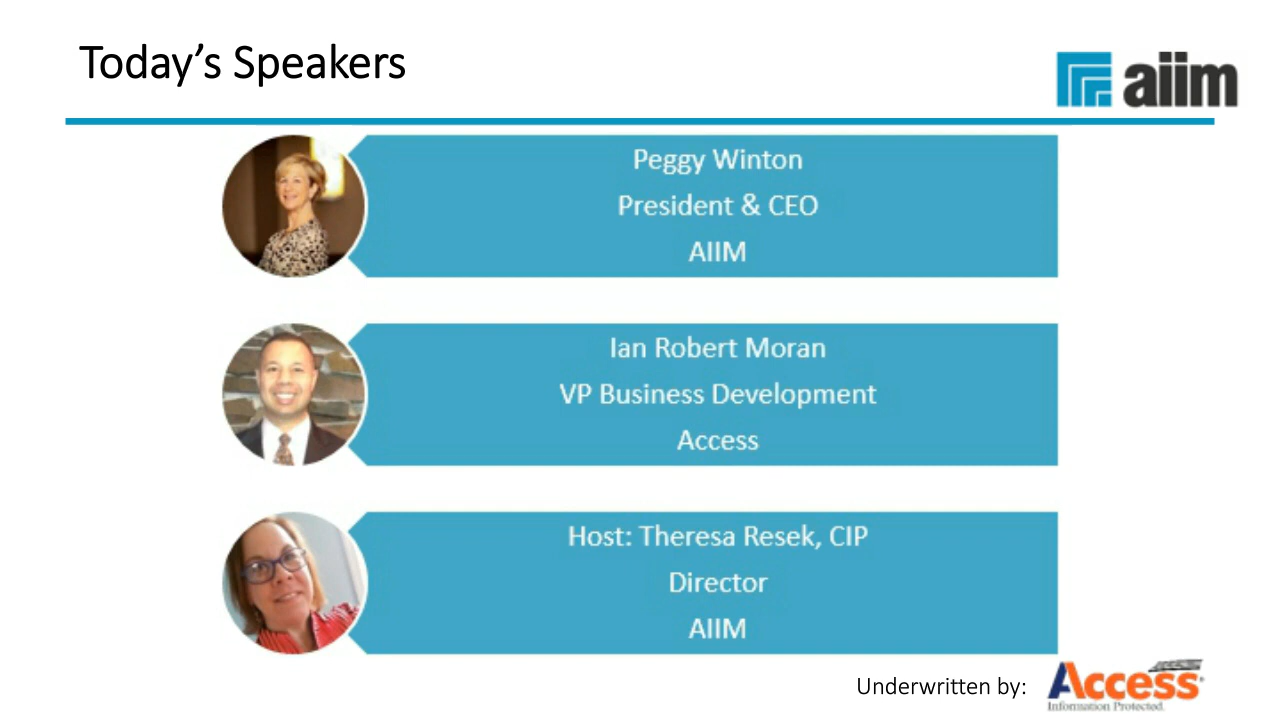 Today's Speakers
aiim
Peggy Winton
President & CEO
AIIM
Ian Robert Moran
VP Business Development
Access
Host: Theresa Resek, CIP
Director
AIIM
Underwritten by:
Access
Information Protected.